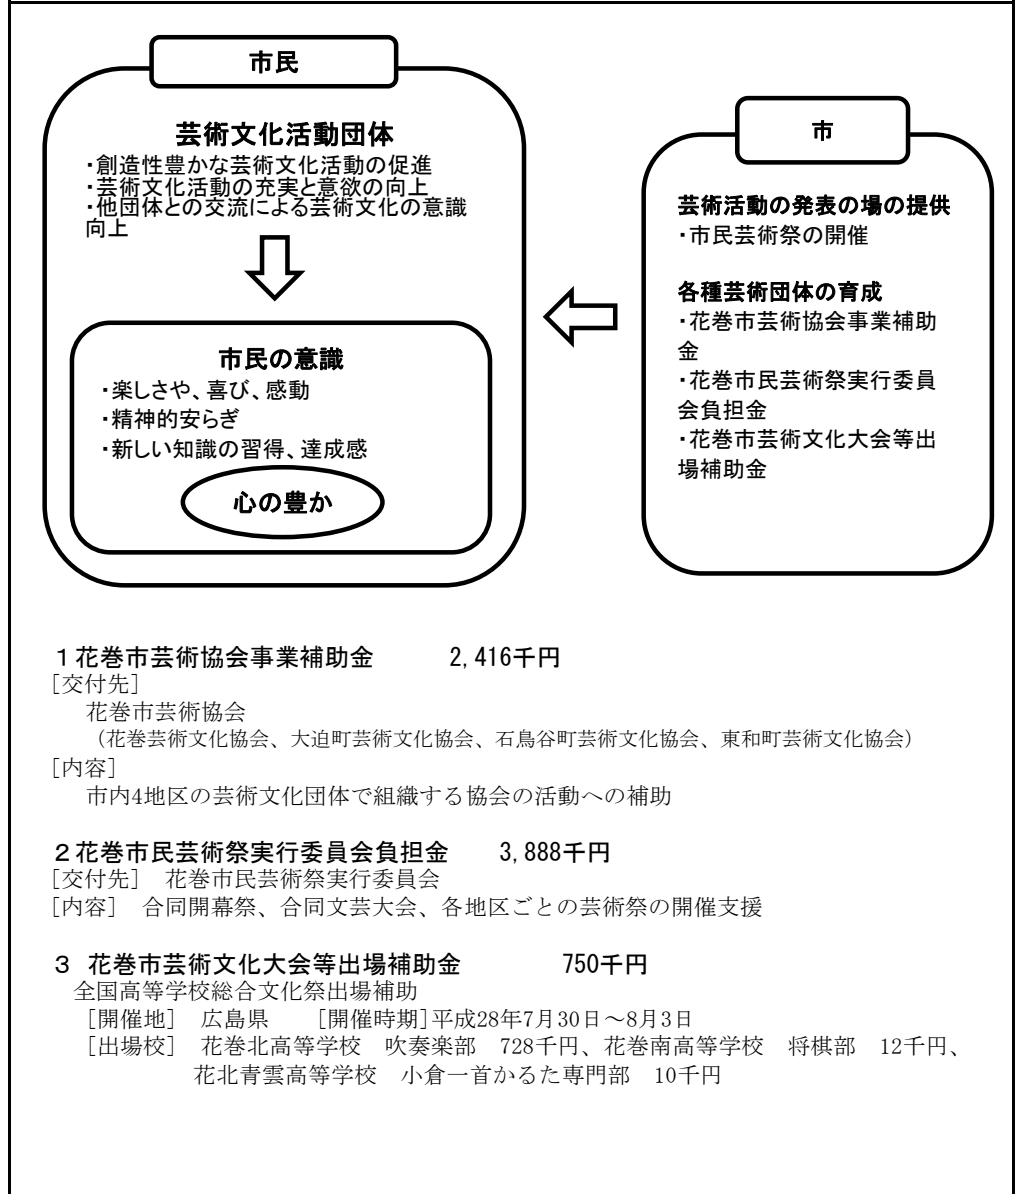 市民
芸術文化活動団体
・創造性豊かな芸術文化活動の促進
・芸術文化活動の充実と意欲の向上
・他団体との交流による芸術文化の意識
向上
市民の意識
・楽しさや、喜び、感動
・精神的安らぎ
・新しい知識の習得、達成感
心の豊か
市
芸術活動の発表の場の提供
・市民芸術祭の開催
各種芸術団体の育成
・花巻市芸術協会事業補助
金
・花巻市民芸術祭実行委員
会負担金
・花巻市芸術文化大会等出
場補助金
１花巻市芸術協会事業補助金　2,416千円
[交付先]
花巻市芸術協会
（花巻芸術文化協会、大迫町芸術文化協会、石鳥谷町芸術文化協会、東和町芸術文化協会）
[内容]
市内4地区の芸術文化団体で組織する協会の活動への補助
２花巻市民芸術祭実行委員会負担金　3,888千円
[交付先]　花巻市民芸術祭実行委員会
[内容]　合同開幕祭、合同文芸大会、各地区ごとの芸術祭の開催支援
３　花巻市芸術文化大会等出場補助金　750千円
全国高等学校総合文化祭出場補助
[開催地]　広島県　[開催時期]平成28年7月30日～8月3日
[出場校]　花巻北高等学校　吹奏楽部　728千円、花巻南高等学校　将棋部　12千円、
花北青雲高等学校　小倉一首かるた専門部　10千円